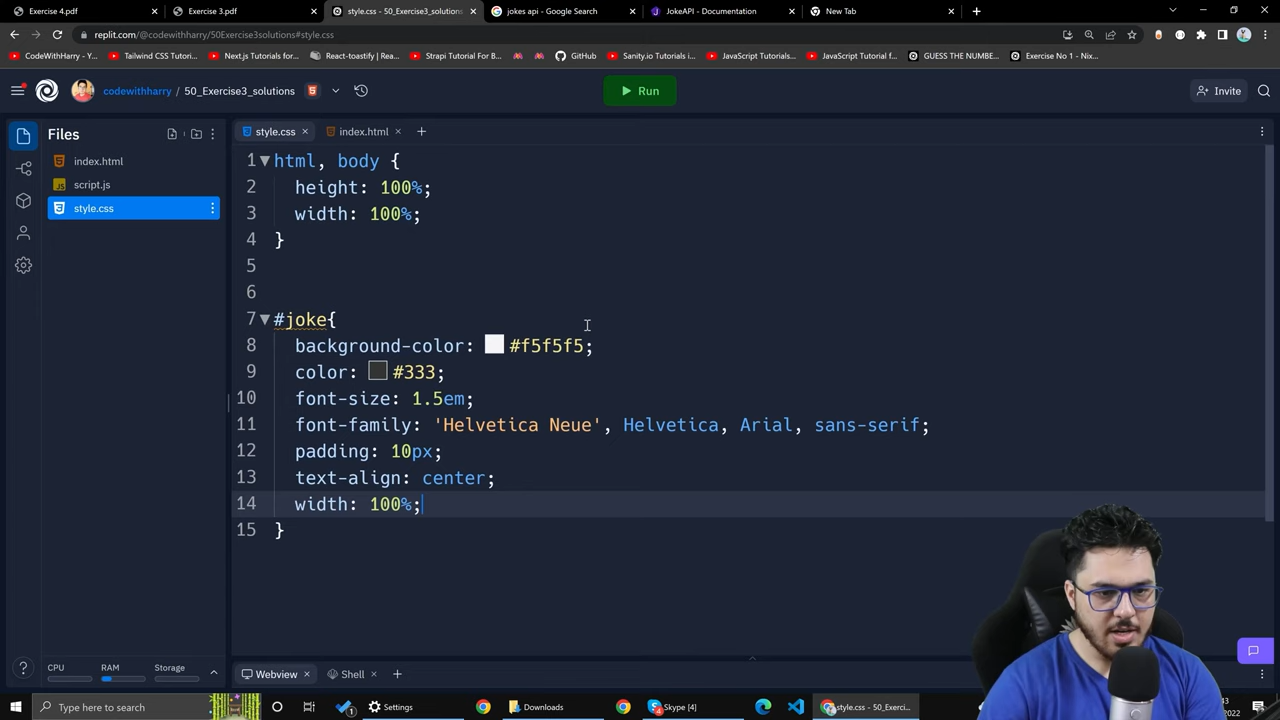 Exercise 4.pdf
Exercise 3.pdf
style.css - 50_Exercise3_solutions
jokes api - Google Search
JokeAPI - Documentation
New Tab
replit.com/@codewithharry/50Exercise3solutions#style.css
CodeWithHarry - Y...
Tailwind CSS Tutori...
Next.js Tutorials for...
React-toastify | Rea...
Strapi Tutorial For B...
GitHub
Sanity.io Tutorials i...
JavaScript Tutorial...
JavaScript Tutorial f...
GUESS THE NUMBE...
Exercise No 1 - Nix...
codewithharry / 50_Exercise3_solutions
Run
Invite
Files
style.css
index.html
index.html
script.js
style.css
1 html, body {
2 height: 100%;
3 width: 100%;
4 }
5
6
7 #joke{
8 background-color: #f5f5f5;
9 color: #333;
10 font-size: 1.5em;
11 font-family: 'Helvetica Neue', Helvetica, Arial, sans-serif;
12 padding: 10px;
13 text-align: center;
14 width: 100%;
15 }
CPU
RAM
Storage
Webview
Shell
Type here to search
1
Settings
Downloads
Skype [4]
style.css - 50_Exerci...